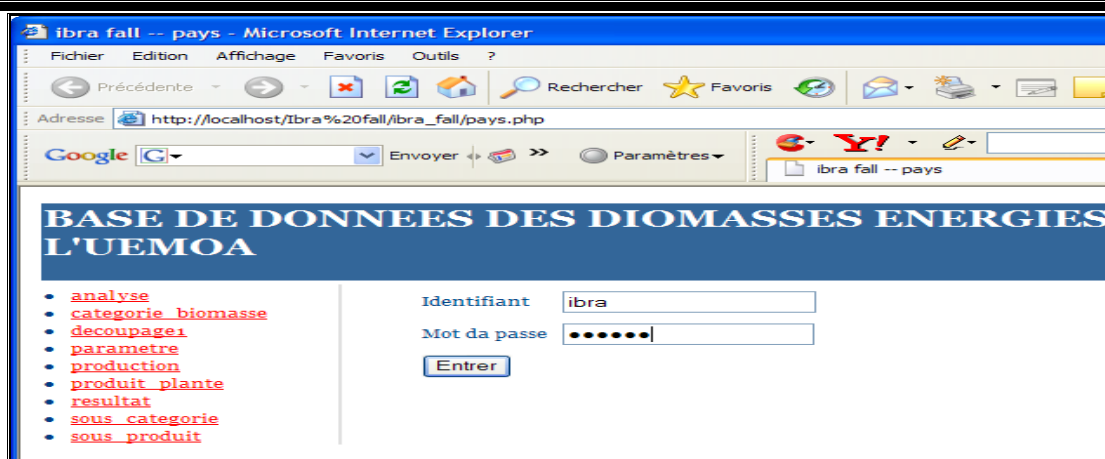 ibra fall -- pays - Microsoft Internet Explorer
Fichier Edition Affichage Favoris Outils ?
Précédente Rechercher Favoris
Adresse http://localhost/Ibra%20fall/ibra_fall/pays.php
Google G Envoyer >> Paramètres Y!
ibra fall -- pays
BASE DE DONNEES DES DIOMASSES ENERGIES
L'UEMOA
analyse
categorie_biomasse
decoupage1
parametre
production
produit_plante
resultat
sous_categorie
sous_produit
Identifiant ibra
Mot da passe ●●●●●●
Entrer